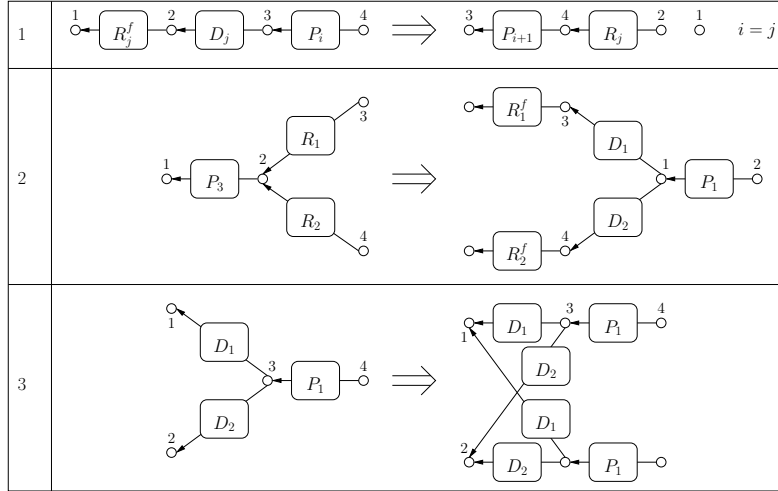 1 1 R_j^f 2 D_j 3 P_i 4 ⟹ 3 P_{i+1} 4 R_j 2 1 i = j
2 1 P_3 2 R_1 3 R_2 4 ⟹ R_1^f 3 D_1 1 P_1 2 D_2 R_2^f 4
3 1 D_1 3 P_1 4 D_2 2 ⟹ 1 D_1 3 P_1 4 D_2 D_1 2 D_2 P_1